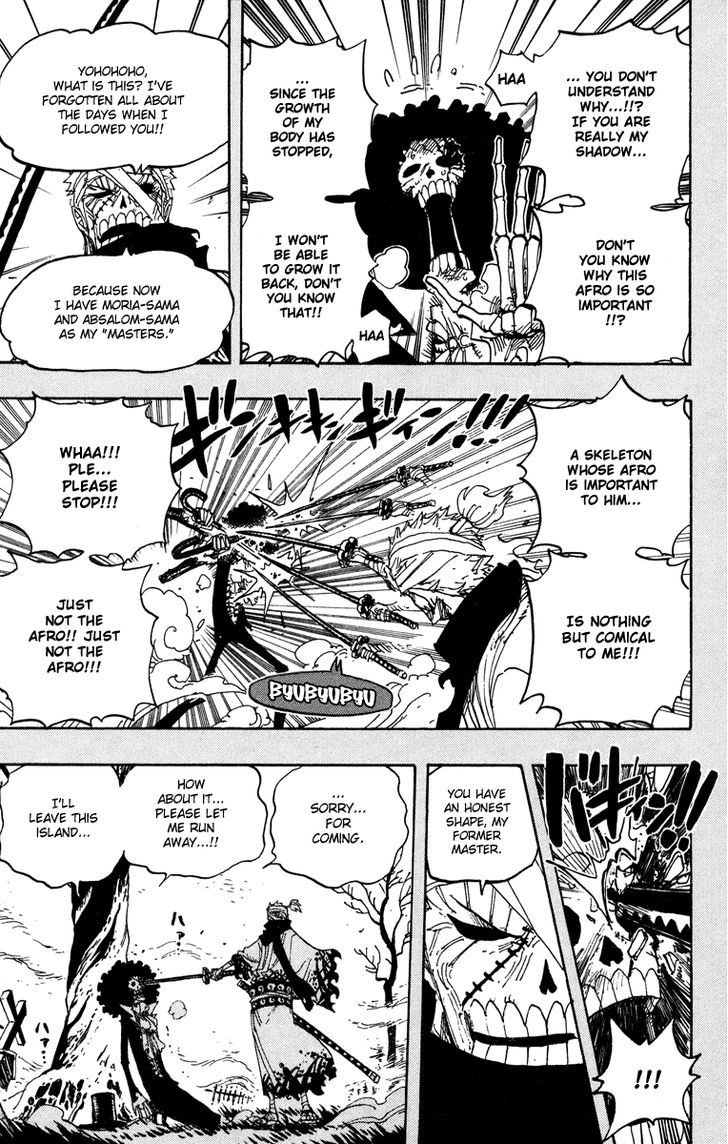 HAA
... YOU DON'T
UNDERSTAND
WHY...!!?
IF YOU ARE
REALLY MY
SHADOW...
DON'T
YOU KNOW
WHY THIS
AFRO IS SO
IMPORTANT
!!?
...
SINCE THE
GROWTH
OF MY
BODY HAS
STOPPED,
I WON'T
BE ABLE
TO GROW IT
BACK, DON'T
YOU KNOW
THAT!!
HAA
YOHOHOHO,
WHAT IS THIS? I'VE
FORGOTTEN ALL ABOUT
THE DAYS WHEN I
FOLLOWED YOU!!
BECAUSE NOW
I HAVE MORIA-SAMA
AND ABSALOM-SAMA
AS MY "MASTERS."
A SKELETON
WHOSE AFRO
IS IMPORTANT
TO HIM...
IS NOTHING
BUT COMICAL
TO ME!!!
ギンキキンギィン!!!
WHAA!!!
PLE...
PLEASE
STOP!!!
JUST
NOT THE
AFRO!! JUST
NOT THE
AFRO!!!
BYUBYUBYU
ギィン!!
!!!
YOU HAVE
AN HONEST
SHAPE, MY
FORMER
MASTER.
...
SORRY...
FOR
COMING.
HOW
ABOUT IT...
PLEASE LET
ME RUN
AWAY...!!
I'LL
LEAVE THIS
ISLAND...
ハァ
ハァ